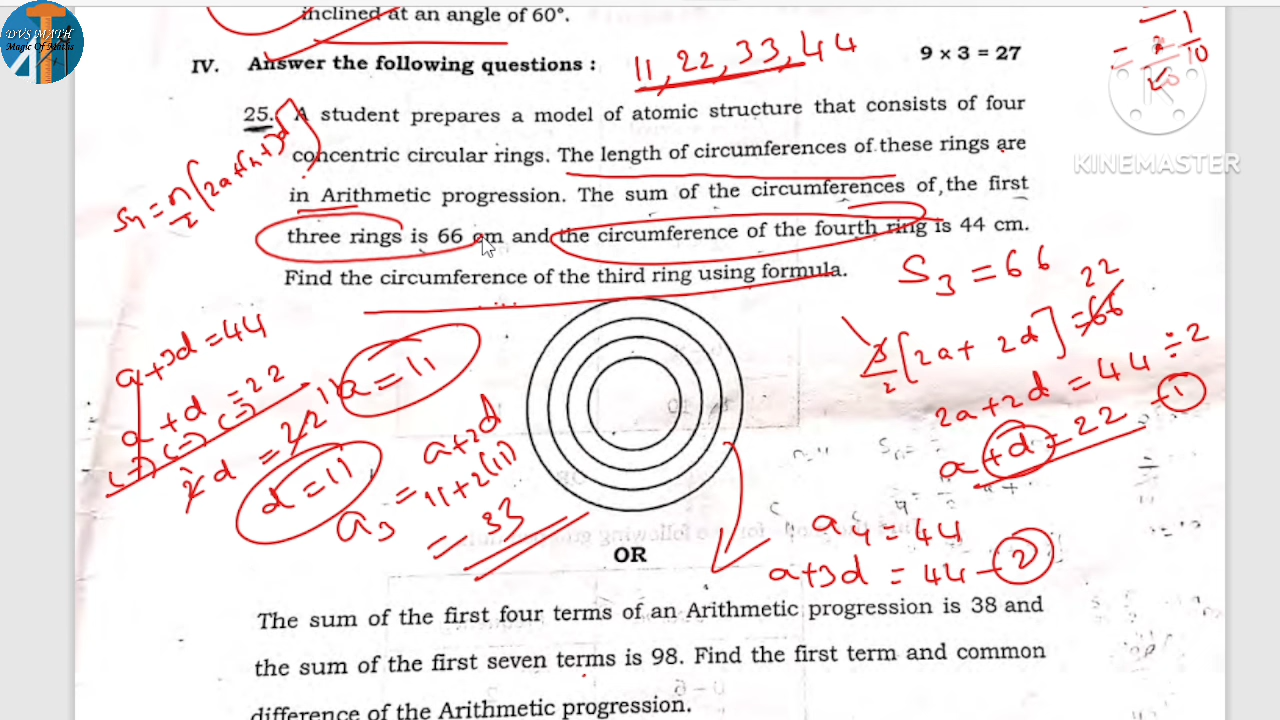 DVS MATH
Magic Of Maths
inclined at an angle of 60°.
IV. Answer the following questions : 9 × 3 = 27
11, 22, 33, 44
KINEMASTER
25. A student prepares a model of atomic structure that consists of four
concentric circular rings. The length of circumferences of these rings are
in Arithmetic progression. The sum of the circumferences of the first
three rings is 66 cm and the circumference of the fourth ring is 44 cm.
Find the circumference of the third ring using formula.
S₃ = 66
22
3/2 [2a + 2d] = 66
2a + 2d = 44 ÷ 2
a + d = 22 – 1
a₄ = 44
a + 3d = 44 – 2
a + 3d = 44
a + d = 22
(-) (-) (-)
2d = 22 11
d = 11
a = 11
a + 2d
= 11 + 2(11)
a₃
= 33
OR
The sum of the first four terms of an Arithmetic progression is 38 and
the sum of the first seven terms is 98. Find the first term and common
difference of the Arithmetic progression.